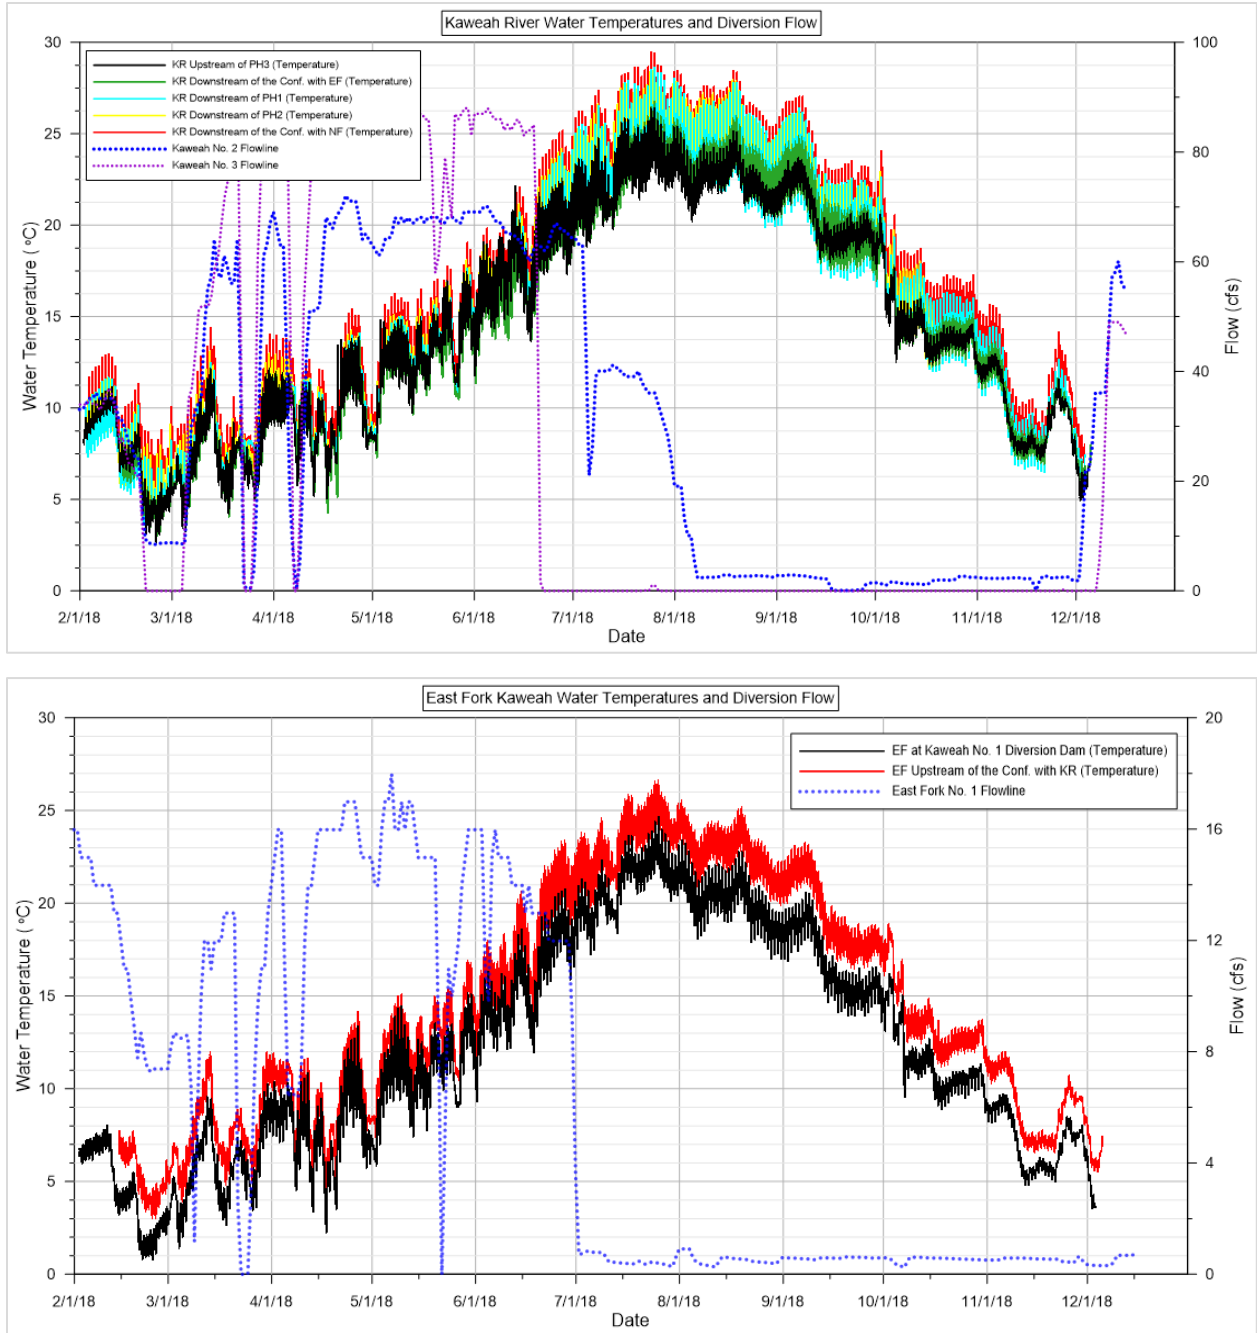 Kaweah River Water Temperatures and Diversion Flow
30
25
20
15
10
5
0
Water Temperature ( °C)
KR Upstream of PH3 (Temperature)
KR Downstream of the Conf. with EF (Temperature)
KR Downstream of PH1 (Temperature)
KR Downstream of PH2 (Temperature)
KR Downstream of the Conf. with NF (Temperature)
Kaweah No. 2 Flowline
Kaweah No. 3 Flowline
100
80
60
40
20
0
Flow (cfs)
2/1/18 3/1/18 4/1/18 5/1/18 6/1/18 7/1/18 8/1/18 9/1/18 10/1/18 11/1/18 12/1/18
Date
East Fork Kaweah Water Temperatures and Diversion Flow
30
25
20
15
10
5
0
Water Temperature ( °C)
EF at Kaweah No. 1 Diversion Dam (Temperature)
EF Upstream of the Conf. with KR (Temperature)
East Fork No. 1 Flowline
20
16
12
8
4
0
Flow (cfs)
2/1/18 3/1/18 4/1/18 5/1/18 6/1/18 7/1/18 8/1/18 9/1/18 10/1/18 11/1/18 12/1/18
Date